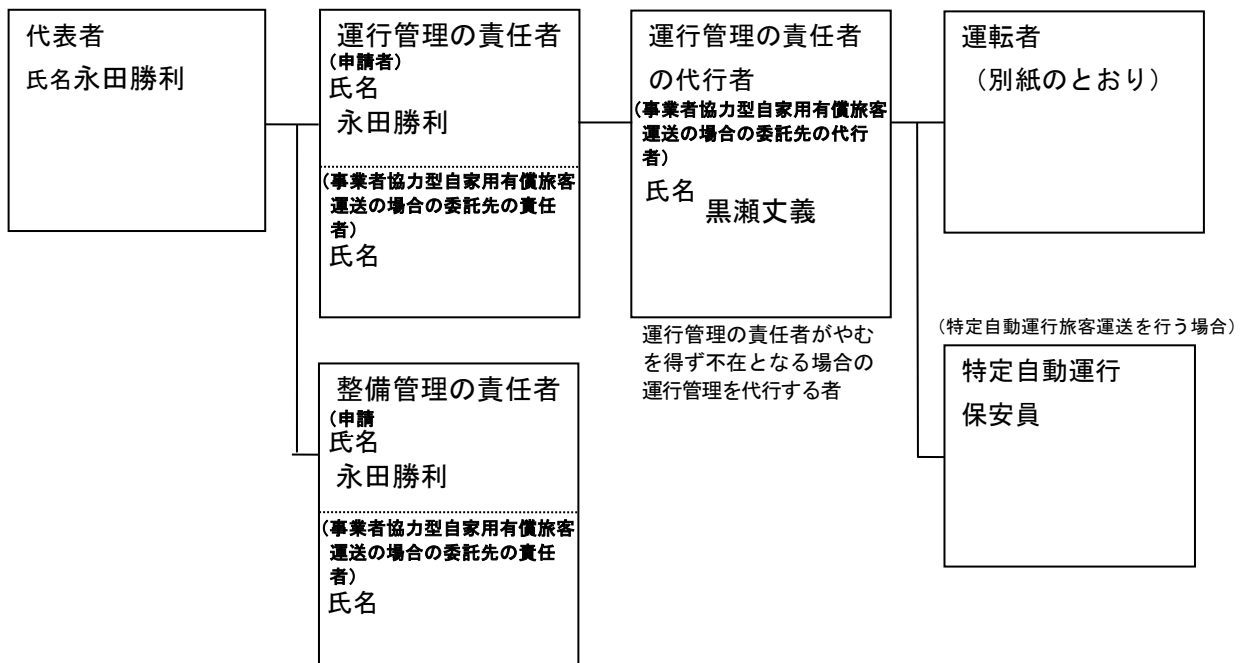 代表者
氏名永田勝利
運行管理の責任者
(申請者)
氏名
永田勝利
(事業者協力型自家用有償旅客
運送の場合の委託先の責任
者)
氏名
運行管理の責任者
の代行者
(事業者協力型自家用有償旅客
運送の場合の委託先の代行
者)
氏名
黒瀬丈義
運行管理の責任者がやむ
を得ず不在となる場合の
運行管理を代行する者
運転者
(別紙のとおり)
(特定自動運行旅客運送を行う場合)
特定自動運行
保安員
整備管理の責任者
(申請
氏名
永田勝利
(事業者協力型自家用有償旅客
運送の場合の委託先の責任
者)
氏名